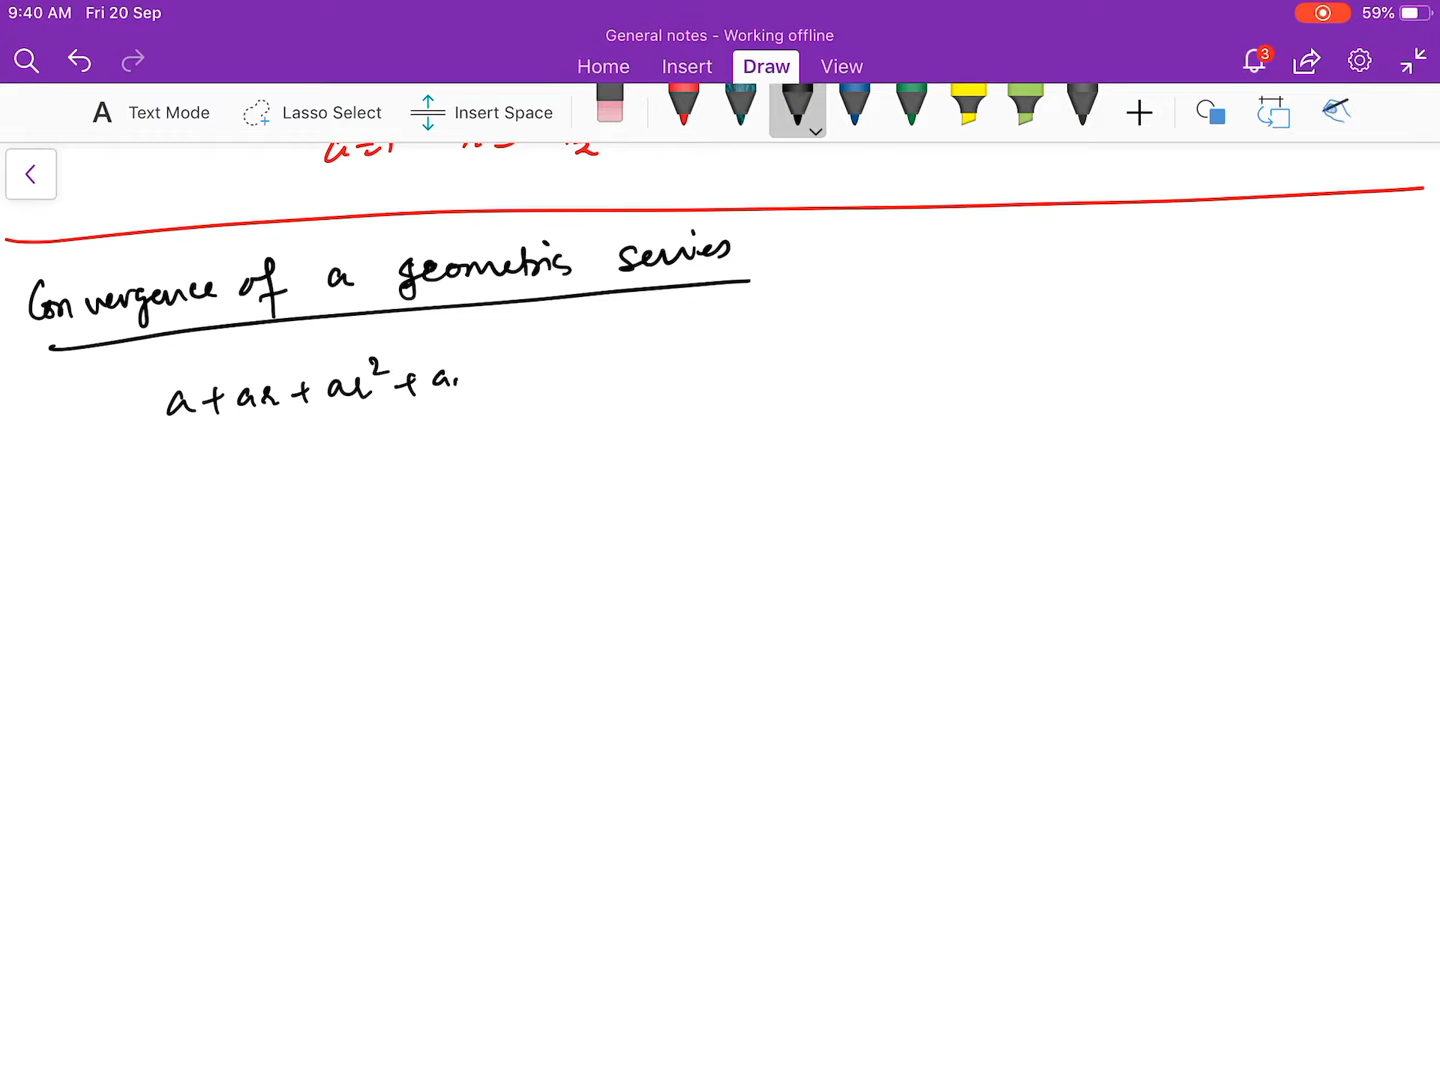 9:40 AM Fri 20 Sep
59%
General notes - Working offline
Home Insert Draw View
3
A Text Mode Lasso Select Insert Space
Convergence of a geometric series
a + ar + ar² + a